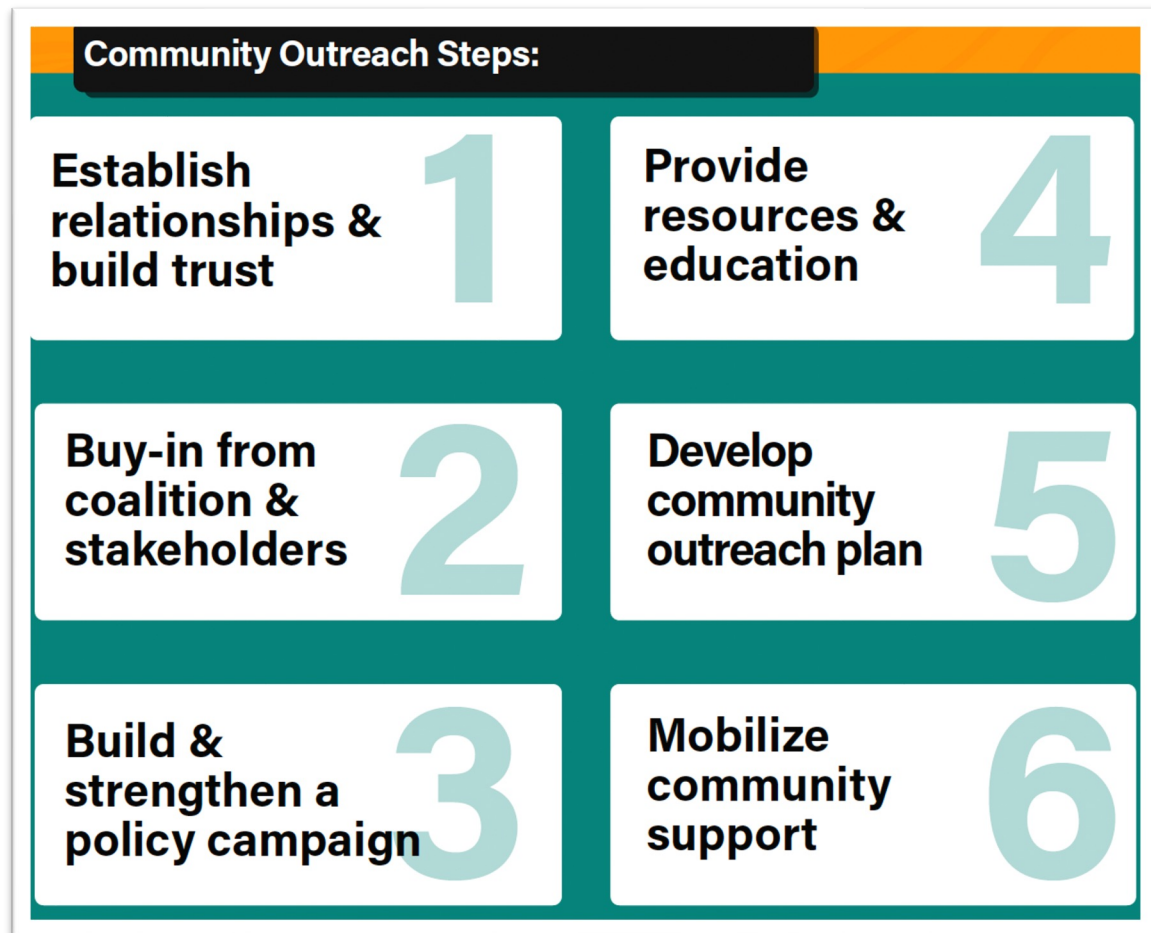 Community Outreach Steps:
Establish
relationships &
build trust
1
Buy-in from
coalition &
stakeholders
2
Build &
strengthen a
policy campaign
3
Provide
resources &
education
4
Develop
community
outreach plan
5
Mobilize
community
support
6